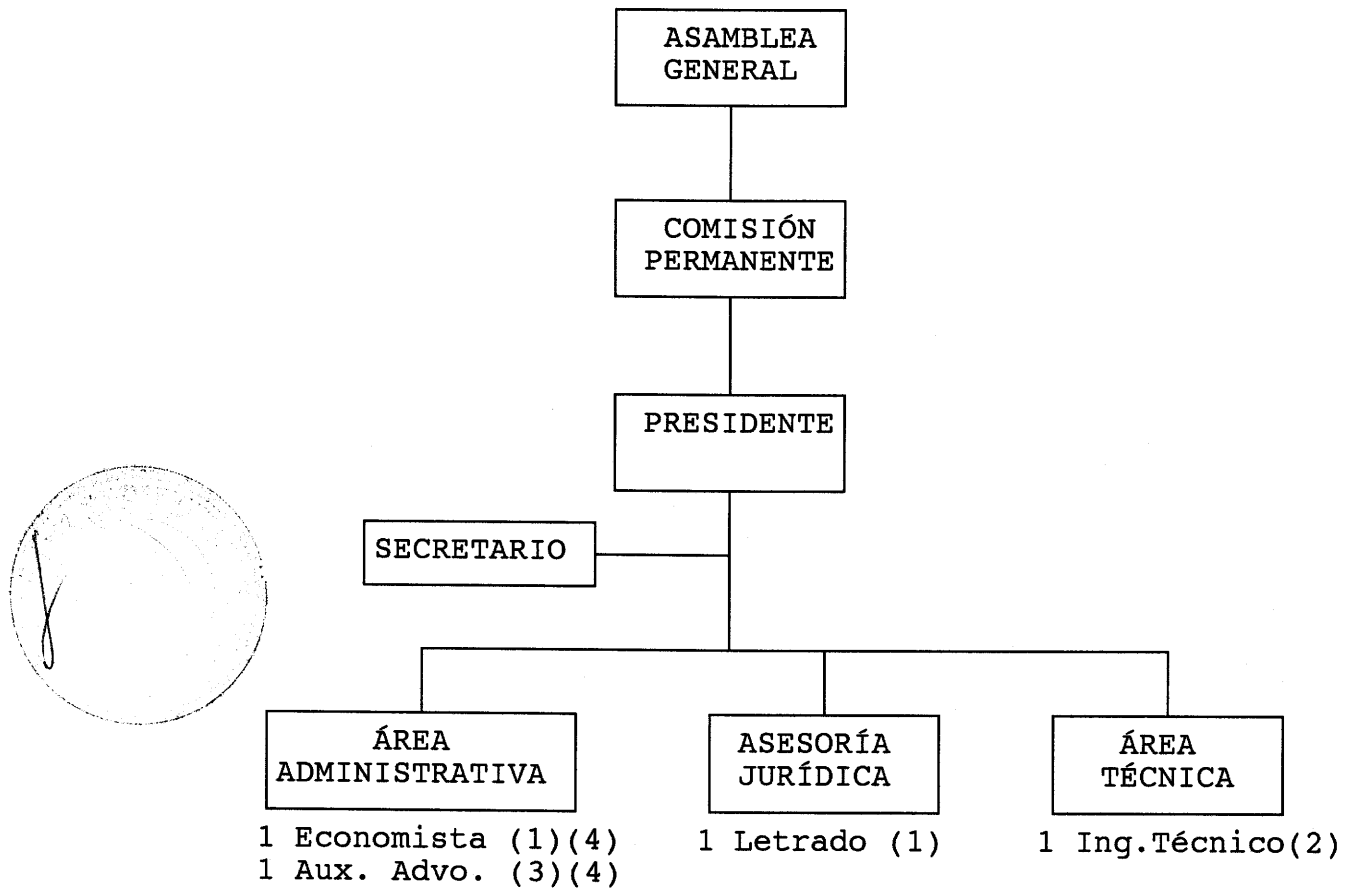 ASAMBLEA
GENERAL
COMISIÓN
PERMANENTE
PRESIDENTE
SECRETARIO
ÁREA
ADMINISTRATIVA
1 Economista (1)(4)
1 Aux. Advo. (3)(4)
ASESORÍA
JURÍDICA
1 Letrado (1)
ÁREA
TÉCNICA
1 Ing.Técnico(2)